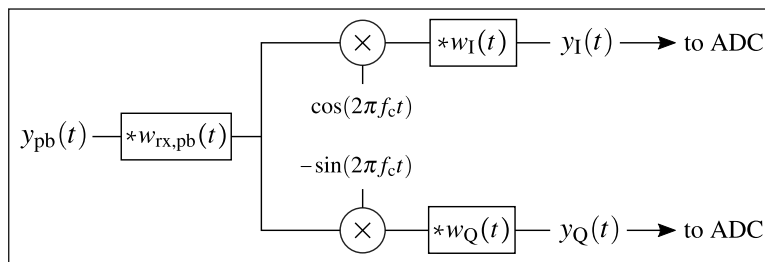 × *w_I(t) y_I(t) to ADC
cos(2πf_c t)
y_pb(t) *w_rx,pb(t)
−sin(2πf_c t)
× *w_Q(t) y_Q(t) to ADC